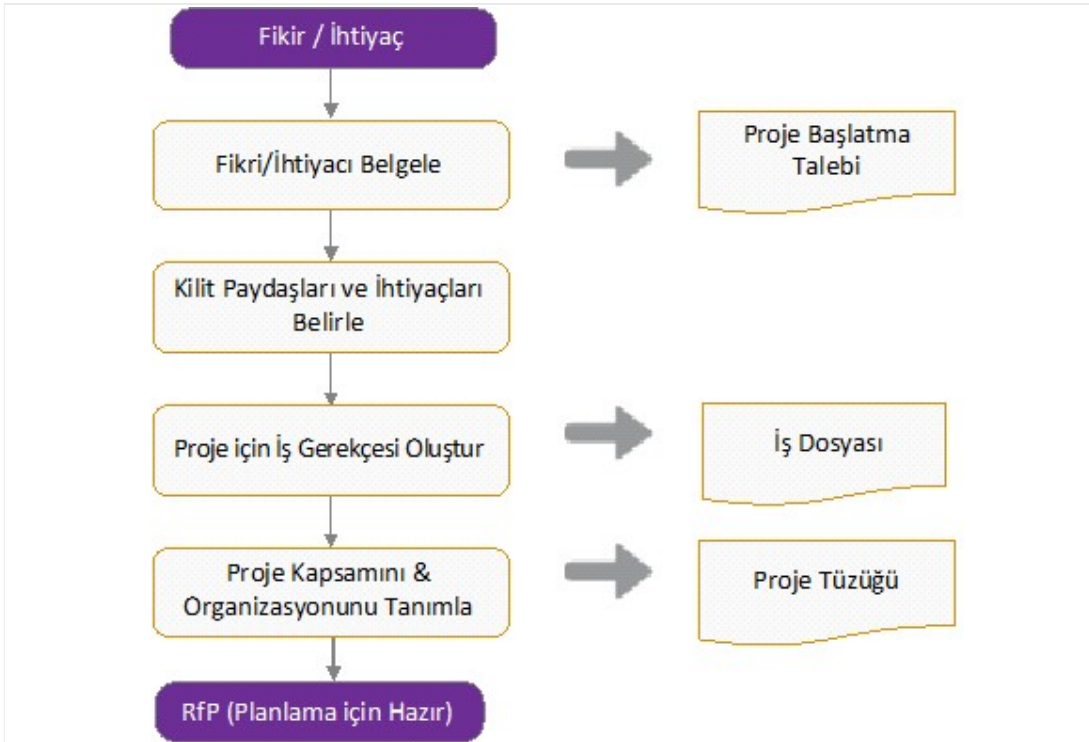 Fikir / İhtiyaç
Fikri/İhtiyacı Belgele
Proje Başlatma
Talebi
Kilit Paydaşları ve İhtiyaçları
Belirle
Proje için İş Gerekçesi Oluştur
İş Dosyası
Proje Kapsamını &
Organizasyonunu Tanımla
Proje Tüzüğü
RfP (Planlama için Hazır)